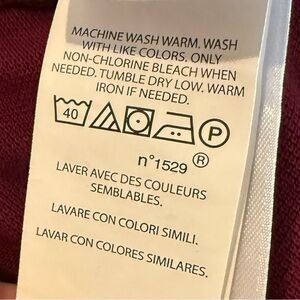 MACHINE WASH WARM. WASH
WITH LIKE COLORS. ONLY
NON-CHLORINE BLEACH WHEN
NEEDED. TUMBLE DRY LOW. WARM
IRON IF NEEDED.
40 P
n°1529 ®
LAVER AVEC DES COULEURS
SEMBLABLES.
LAVARE CON COLORI SIMILI.
LAVAR CON COLORES SIMILARES.